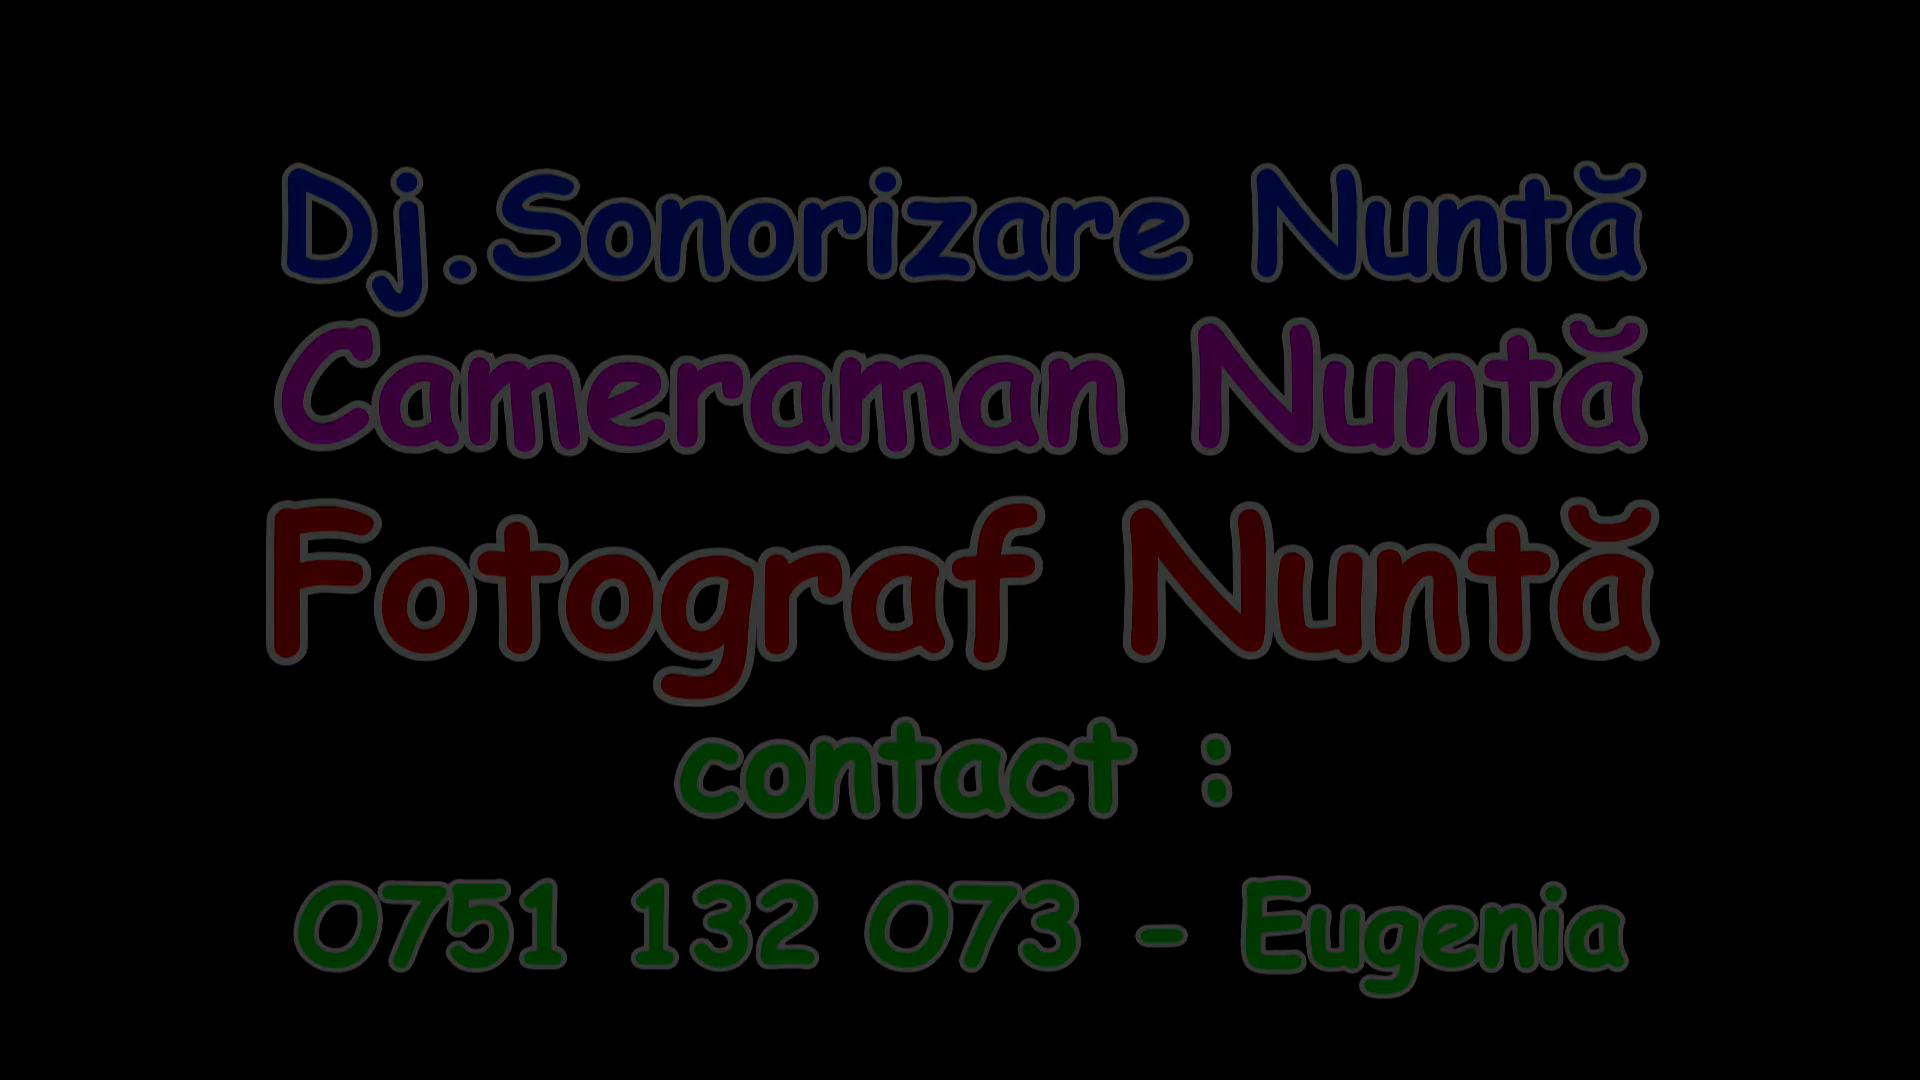 Dj.Sonorizare Nuntă
Cameraman Nuntă
Fotograf Nuntă
contact :
0751 132 073 - Eugenia